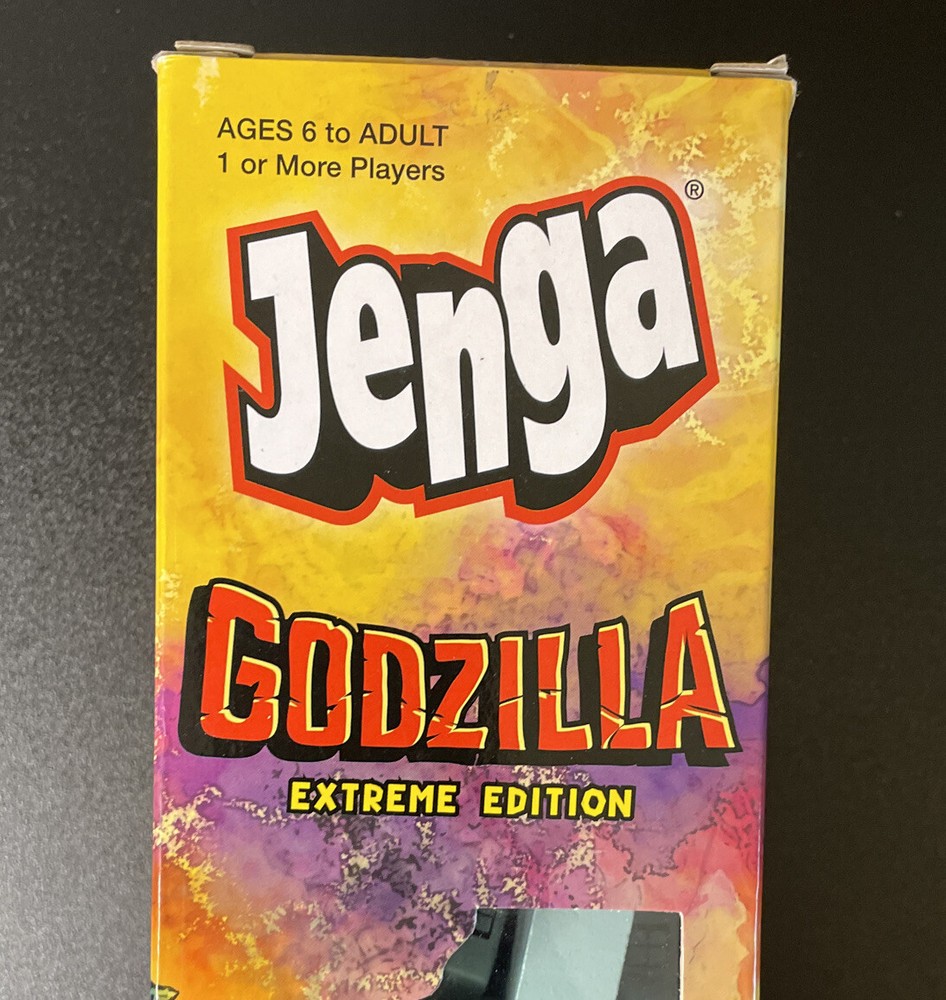 AGES 6 to ADULT
1 or More Players
Jenga®
GODZILLA
EXTREME EDITION